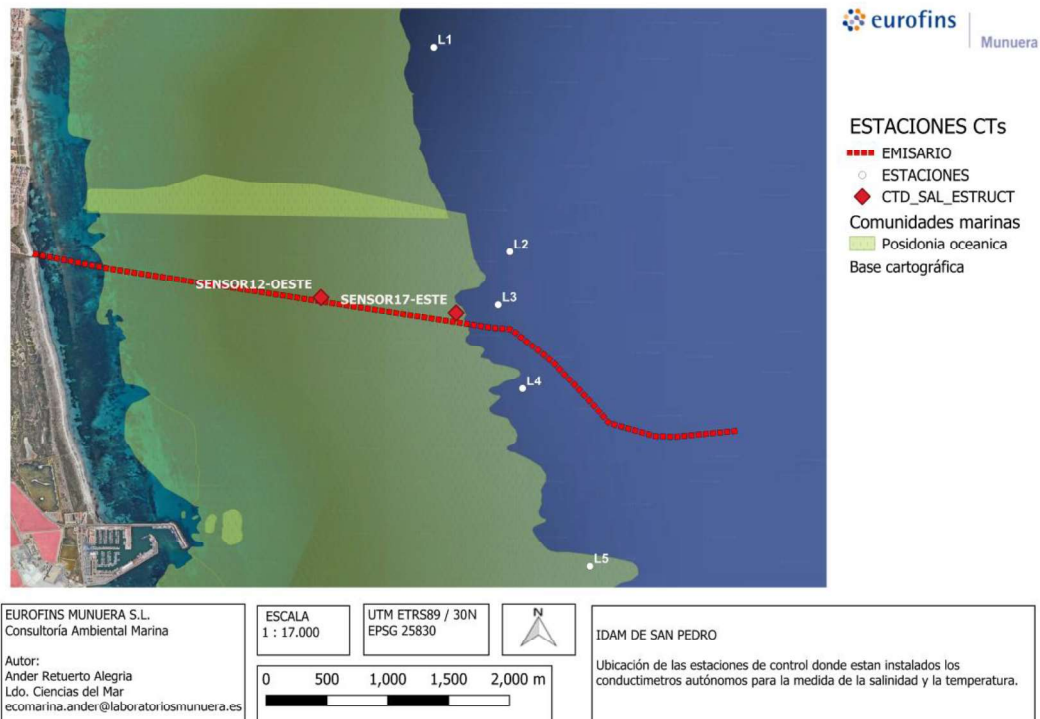 L1
L2
L3
L4
L5
SENSOR12-OESTE
SENSOR17-ESTE
eurofins
Munuera
ESTACIONES CTs
EMISARIO
ESTACIONES
CTD_SAL_ESTRUCT
Comunidades marinas
Posidonia oceanica
Base cartográfica
EUROFINS MUNUERA S.L.
Consultoría Ambiental Marina
Autor:
Ander Retuerto Alegria
Ldo. Ciencias del Mar
ecomarina.ander@laboratoriosmunuera.es
ESCALA
1 : 17.000
UTM ETRS89 / 30N
EPSG 25830
N
0 500 1,000 1,500 2,000 m
IDAM DE SAN PEDRO
Ubicación de las estaciones de control donde estan instalados los
conductimetros autónomos para la medida de la salinidad y la temperatura.